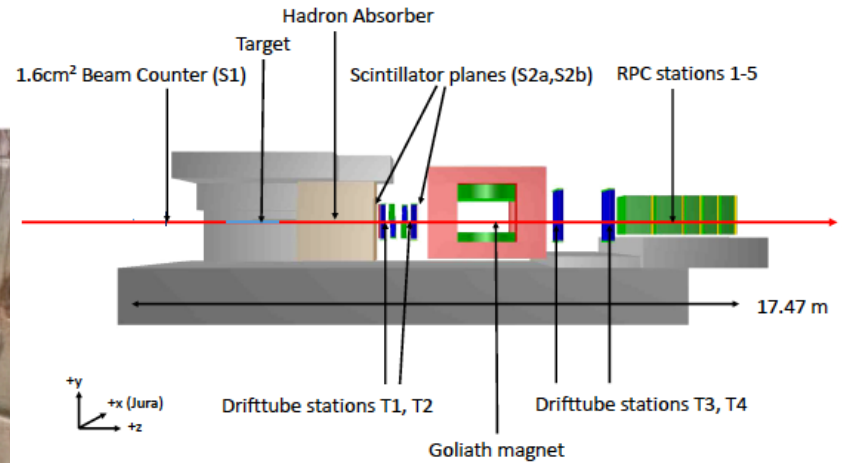 Hadron Absorber
Target
1.6cm² Beam Counter (S1)
Scintillator planes (S2a,S2b)
RPC stations 1-5
17.47 m
+y
+x (Jura)
+z
Drifttube stations T1, T2
Drifttube stations T3, T4
Goliath magnet